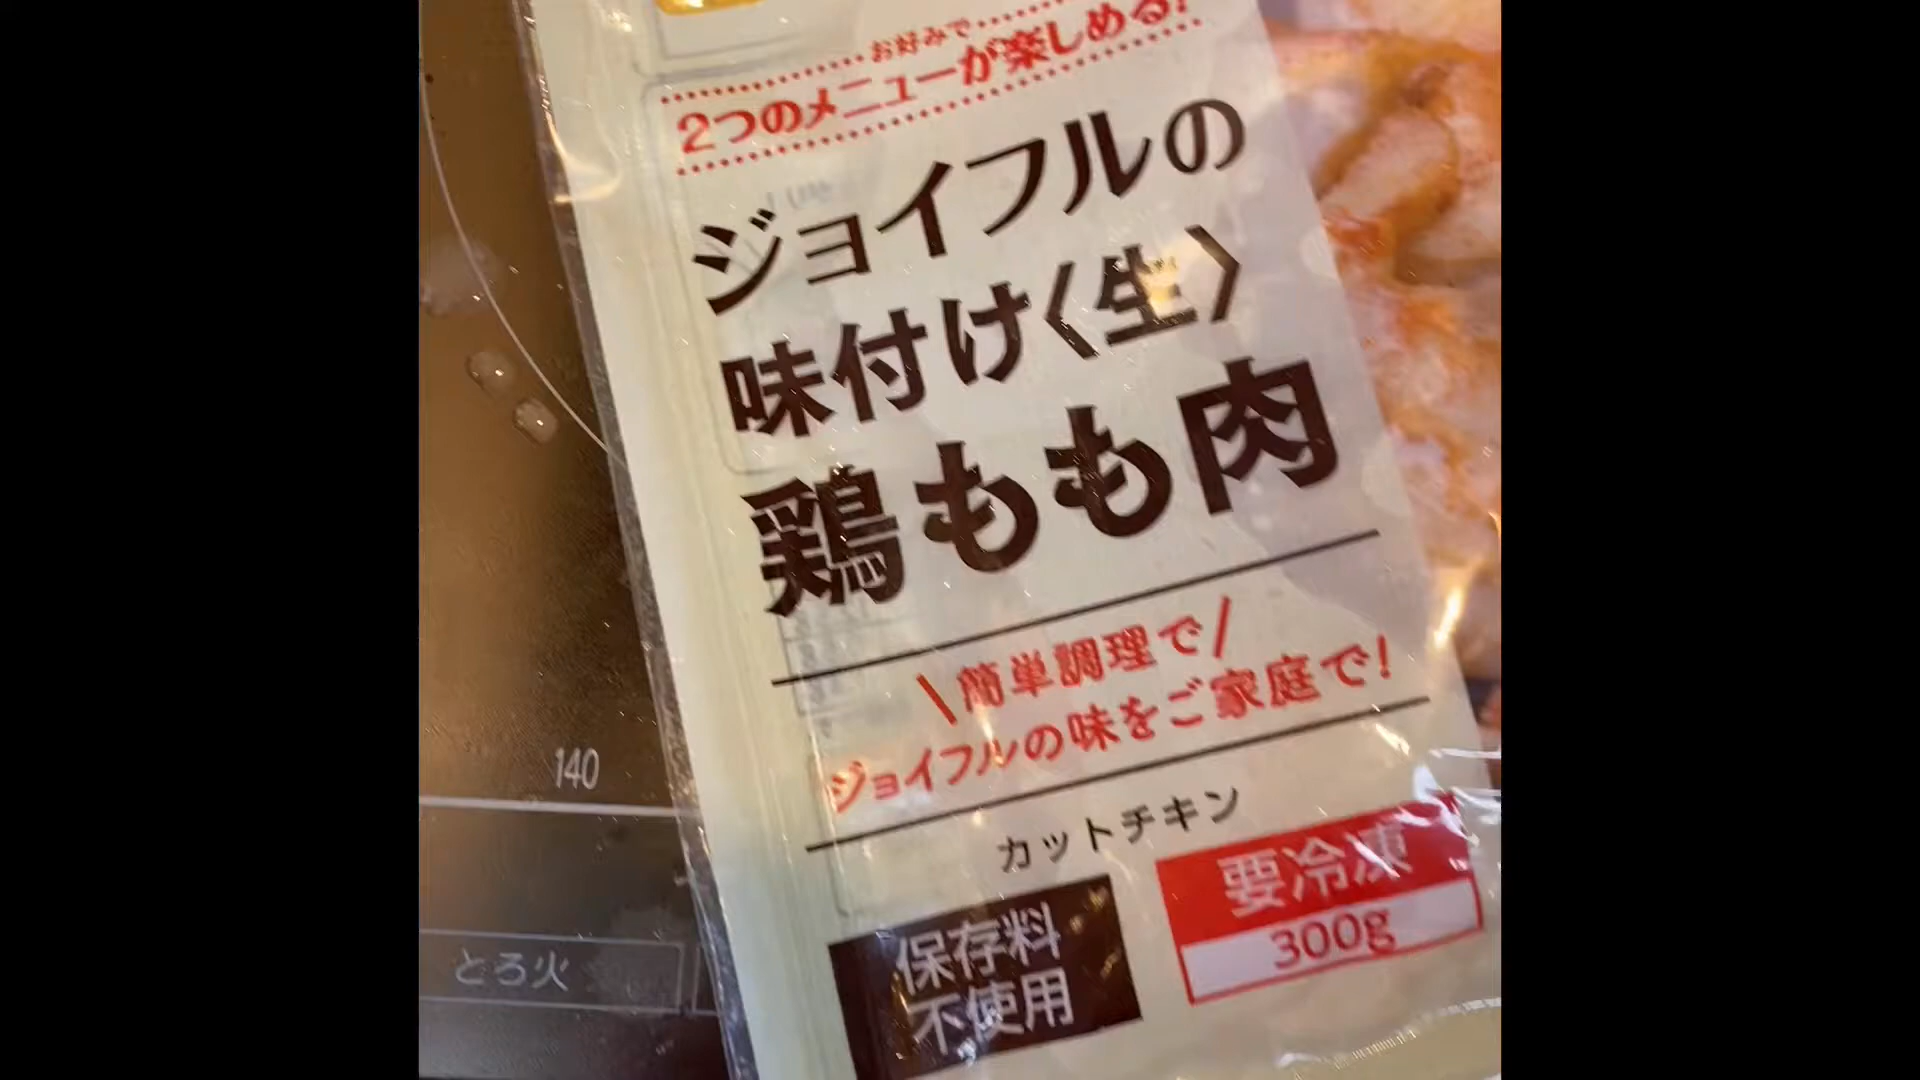 お好みで
2つのメニューが楽しめる!
ジョイフルの
味付け〈生〉
鶏もも肉
\簡単調理で/
ジョイフルの味をご家庭で!
カットチキン
要冷凍
300g
保存料
不使用
140
とろ火